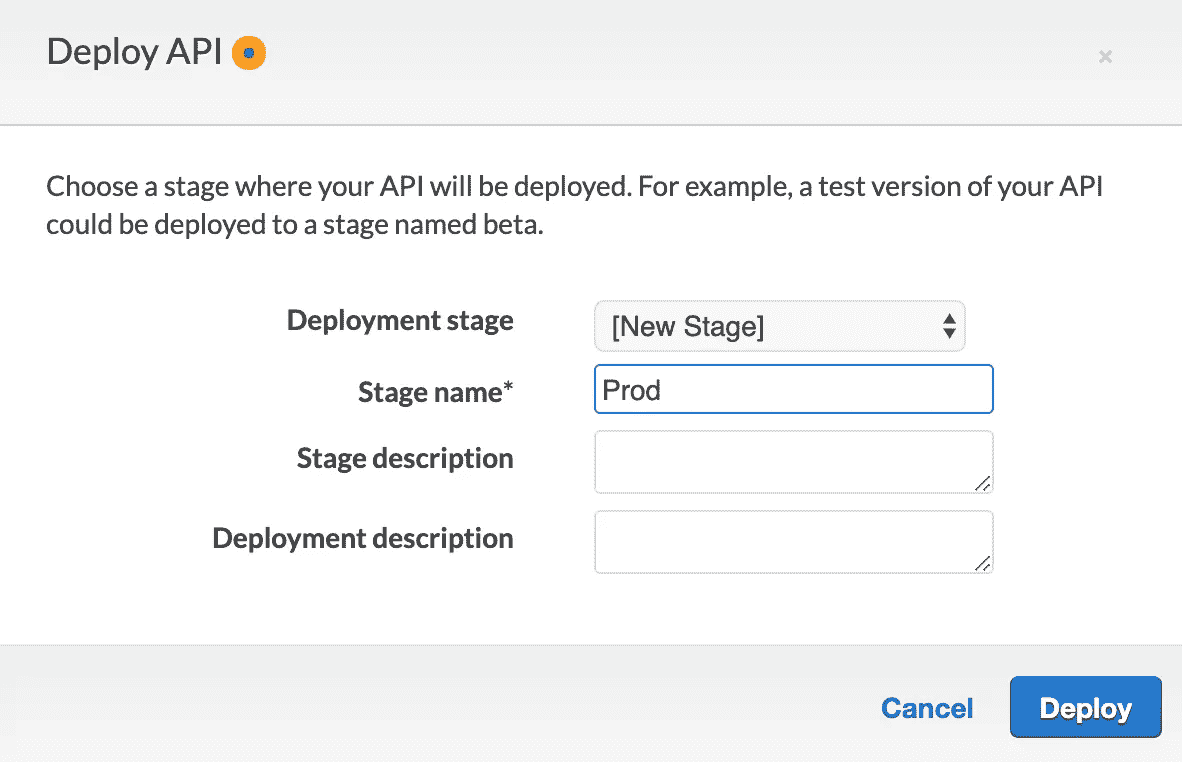 Deploy API
×
Choose a stage where your API will be deployed. For example, a test version of your API
could be deployed to a stage named beta.
Deployment stage [New Stage]
Stage name* Prod
Stage description
Deployment description
Cancel Deploy